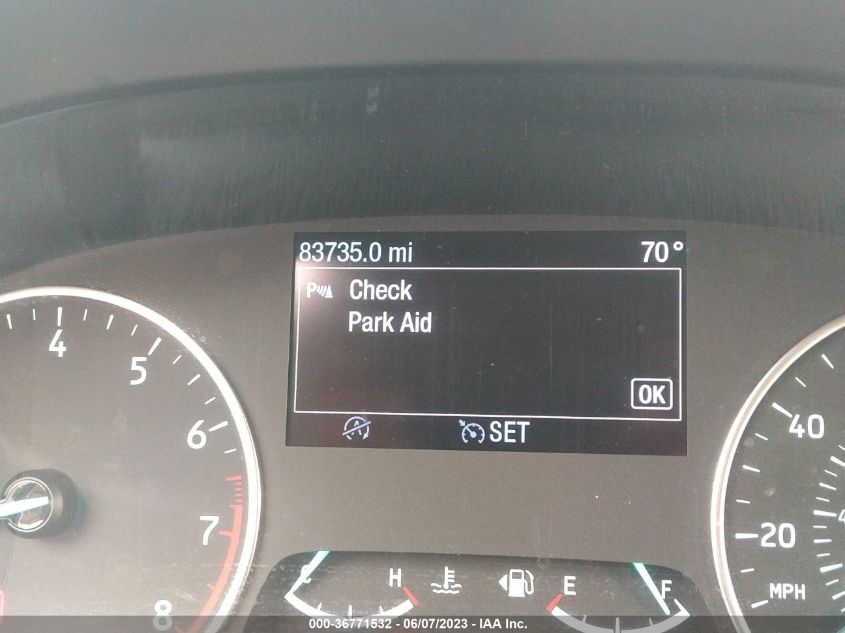 83735.0 mi 70°
P Check
Park Aid
OK
A SET
4
5
6
7
8
40
20
MPH
C H E F
000-36771532 - 06/07/2023 - IAA Inc.